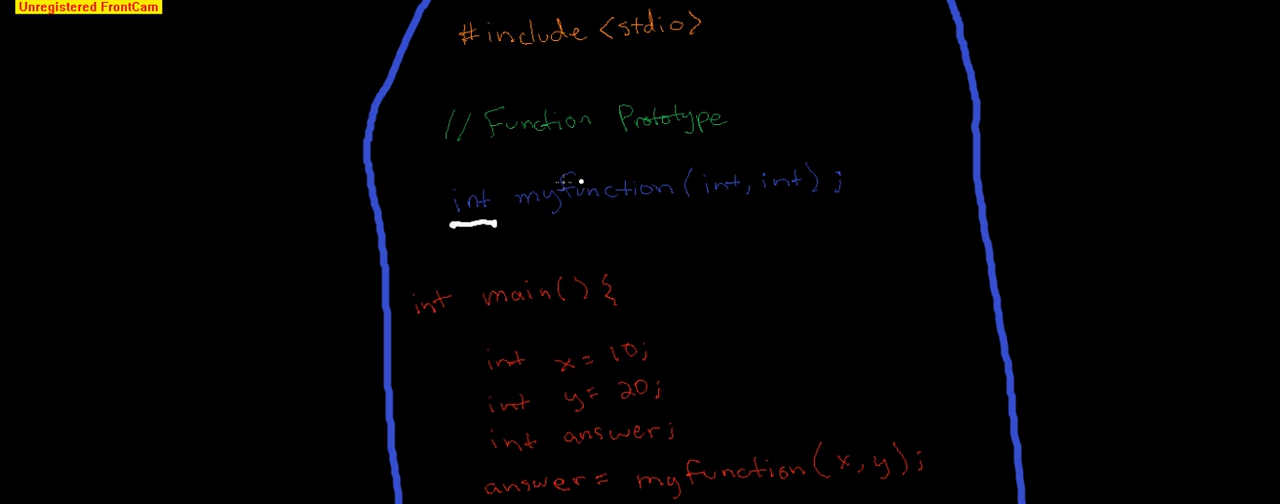 Unregistered FrontCam
#include <stdio>
// Function Prototype
int myfunction(int, int) ;
int main() {
int x = 10;
int y = 20;
int answer;
answer = myfunction(x, y);